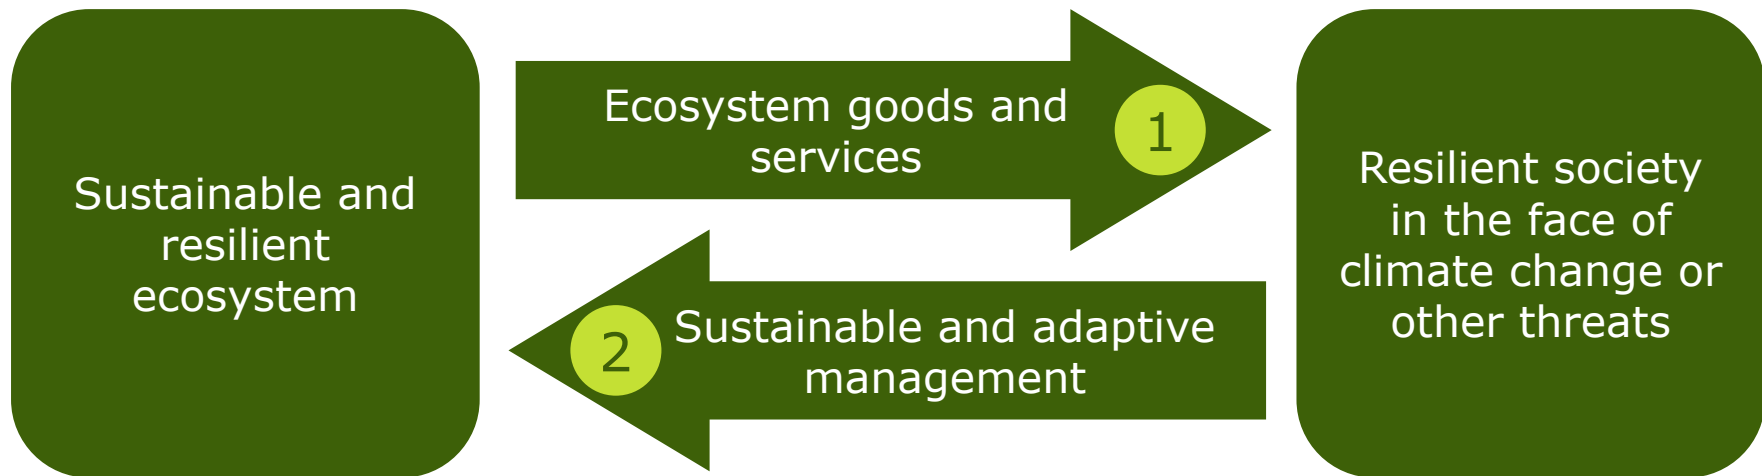 Sustainable and
resilient
ecosystem
Ecosystem goods and
services
1
2
Sustainable and adaptive
management
Resilient society
in the face of
climate change or
other threats